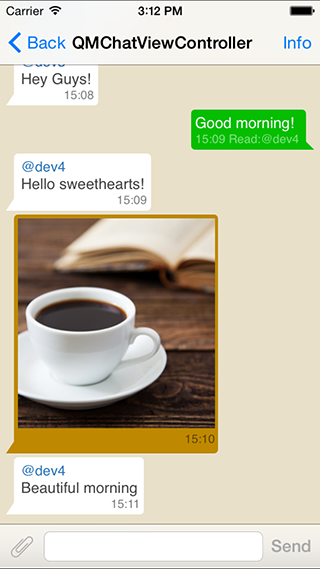 Carrier 3:12 PM
Back QMChatViewController Info
Hey Guys!
15:08
Good morning!
15:09 Read:@dev4
@dev4
Hello sweethearts!
15:09
15:10
@dev4
Beautiful morning
15:11
Send